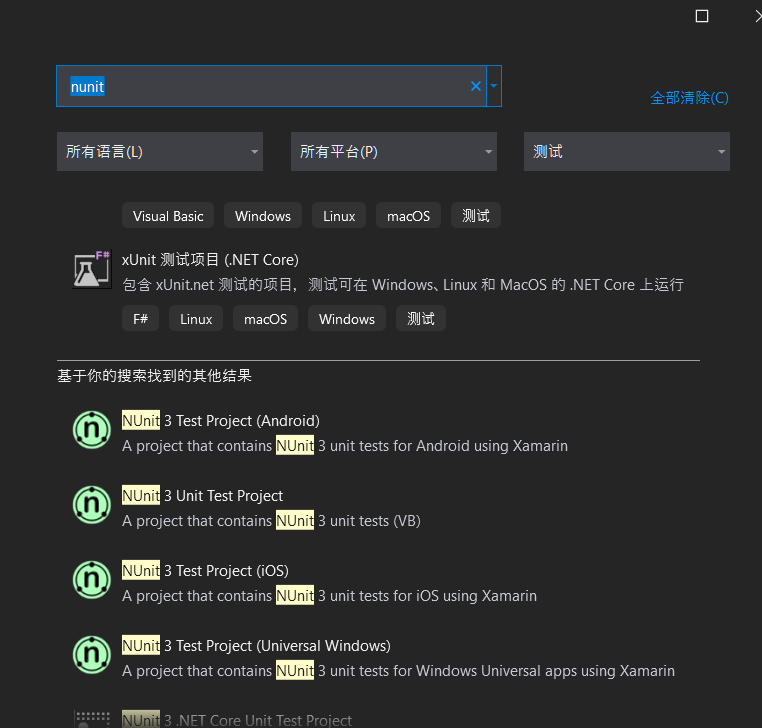 nunit
全部清除(C)
所有语言(L) 所有平台(P) 测试
Visual Basic Windows Linux macOS 测试
F#
xUnit 测试项目 (.NET Core)
包含 xUnit.net 测试的项目，测试可在 Windows、Linux 和 MacOS 的 .NET Core 上运行
F# Linux macOS Windows 测试
基于你的搜索找到的其他结果
NUnit 3 Test Project (Android)
A project that contains NUnit 3 unit tests for Android using Xamarin
NUnit 3 Unit Test Project
A project that contains NUnit 3 unit tests (VB)
NUnit 3 Test Project (iOS)
A project that contains NUnit 3 unit tests for iOS using Xamarin
NUnit 3 Test Project (Universal Windows)
A project that contains NUnit 3 unit tests for Windows Universal apps using Xamarin
NUnit 3 .NET Core Unit Test Project